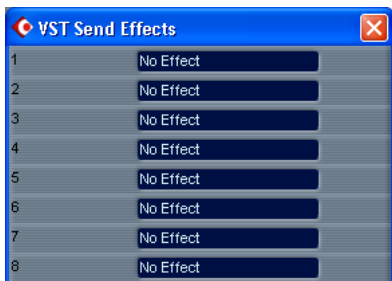 VST Send Effects
1 No Effect
2 No Effect
3 No Effect
4 No Effect
5 No Effect
6 No Effect
7 No Effect
8 No Effect